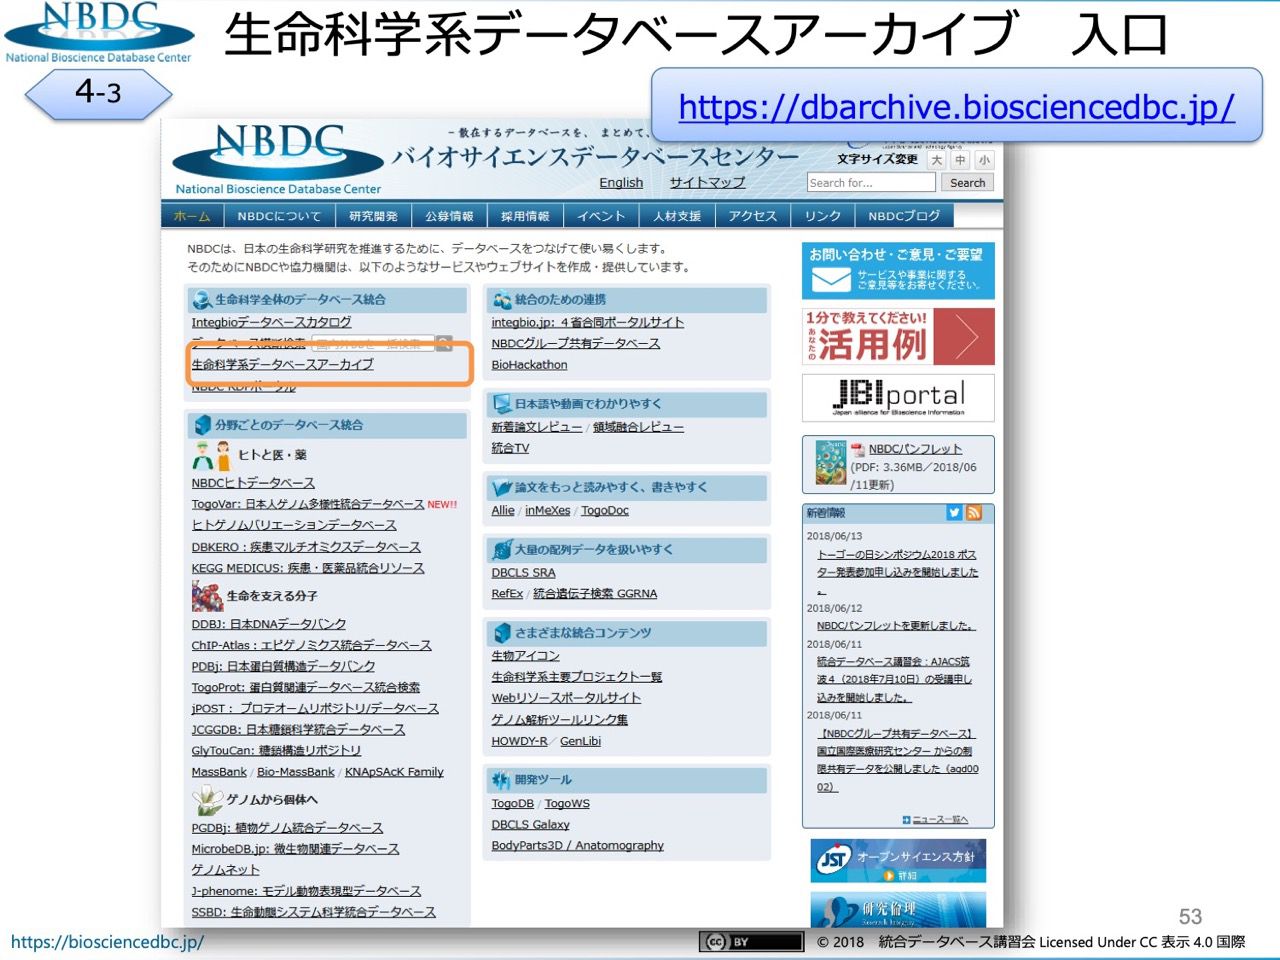 NBDC
National Bioscience Database Center
生命科学系データベースアーカイブ　入口
4-3
https://dbarchive.biosciencedbc.jp/
NBDC
National Bioscience Database Center
－散在するデータベースを、まとめて、
バイオサイエンスデータベースセンター
English サイトマップ
文字サイズ変更 大 中 小
Search for... Search
ホーム NBDCについて 研究開発 公募情報 採用情報 イベント 人材支援 アクセス リンク NBDCブログ
NBDCは、日本の生命科学研究を推進するために、データベースをつなげて使い易くします。
そのためにNBDCや協力機関は、以下のようなサービスやウェブサイトを作成・提供しています。
生命科学全体のデータベース統合
Integbioデータベースカタログ
データベース横断検索
生命科学系データベースアーカイブ
NBDC RDFポータル
分野ごとのデータベース統合
ヒトと医・薬
NBDCヒトデータベース
TogoVar: 日本人ゲノム多様性統合データベース NEW!!
ヒトゲノムバリエーションデータベース
DBKERO：疾患マルチオミクスデータベース
KEGG MEDICUS: 疾患・医薬品統合リソース
生命を支える分子
DDBJ: 日本DNAデータバンク
ChIP-Atlas：エピゲノミクス統合データベース
PDBj: 日本蛋白質構造データバンク
TogoProt: 蛋白質関連データベース統合検索
jPOST： プロテオームリポジトリ/データベース
JCGGDB: 日本糖鎖科学統合データベース
GlyTouCan: 糖鎖構造リポジトリ
MassBank / Bio-MassBank / KNApSAcK Family
ゲノムから個体へ
PGDBj: 植物ゲノム統合データベース
MicrobeDB.jp: 微生物関連データベース
ゲノムネット
J-phenome: モデル動物表現型データベース
SSBD: 生命動態システム科学統合データベース
統合のための連携
integbio.jp: ４省合同ポータルサイト
NBDCグループ共有データベース
BioHackathon
日本語や動画でわかりやすく
新着論文レビュー / 領域融合レビュー
統合TV
論文をもっと読みやすく、書きやすく
Allie / inMeXes / TogoDoc
大量の配列データを扱いやすく
DBCLS SRA
RefEx / 統合遺伝子検索 GGRNA
さまざまな統合コンテンツ
生物アイコン
生命科学系主要プロジェクト一覧
Webリソースポータルサイト
ゲノム解析ツールリンク集
HOWDY-R／ GenLibi
開発ツール
TogoDB / TogoWS
DBCLS Galaxy
BodyParts3D / Anatomography
お問い合わせ・ご意見・ご要望
サービスや事業に関する
ご意見等をお寄せください。
1分で教えてください!
あなたの
活用例
JBIportal
Japan alliance for Bioscience Information
NBDCパンフレット
(PDF: 3.36MB／2018/06
/11更新)
新着情報
2018/06/13
トーゴーの日シンポジウム2018 ポス
ター発表参加申し込みを開始しました
。
2018/06/12
NBDCパンフレットを更新しました。
2018/06/11
統合データベース講習会：AJACS筑
波４（2018年7月10日）の受講申し
込みを開始しました。
2018/06/11
【NBDCグループ共有データベース】
国立国際医療研究センター からの制
限共有データを公開しました（agd00
02）
ニュース一覧へ
JST オープンサイエンス方針
詳細
研究倫理
Research Integrity
53
https://biosciencedbc.jp/
CC BY
© 2018　統合データベース講習会 Licensed Under CC 表示 4.0 国際